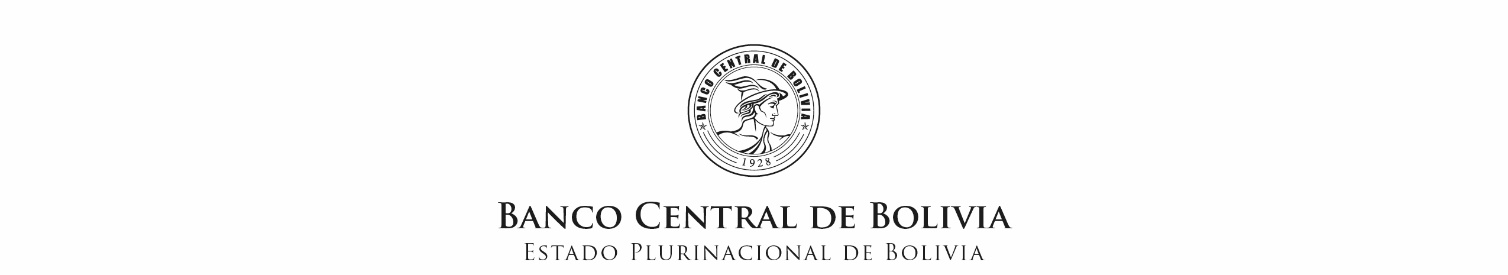 BANCO CENTRAL DE BOLIVIA
1928
BANCO CENTRAL DE BOLIVIA
ESTADO PLURINACIONAL DE BOLIVIA